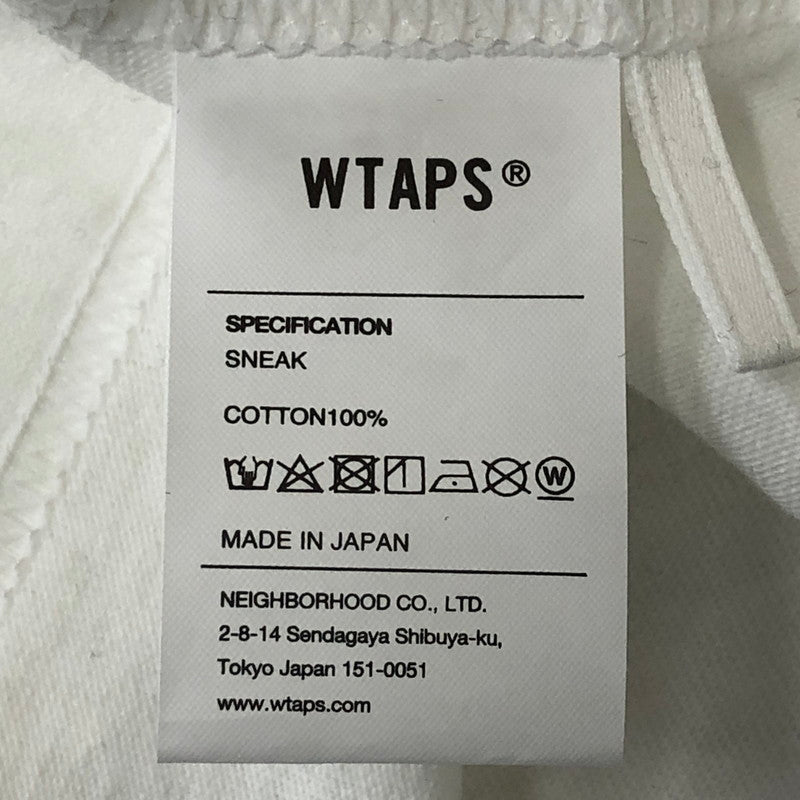 WTAPS®
SPECIFICATION
SNEAK
COTTON100%
W
MADE IN JAPAN
NEIGHBORHOOD CO., LTD.
2-8-14 Sendagaya Shibuya-ku,
Tokyo Japan 151-0051
www.wtaps.com